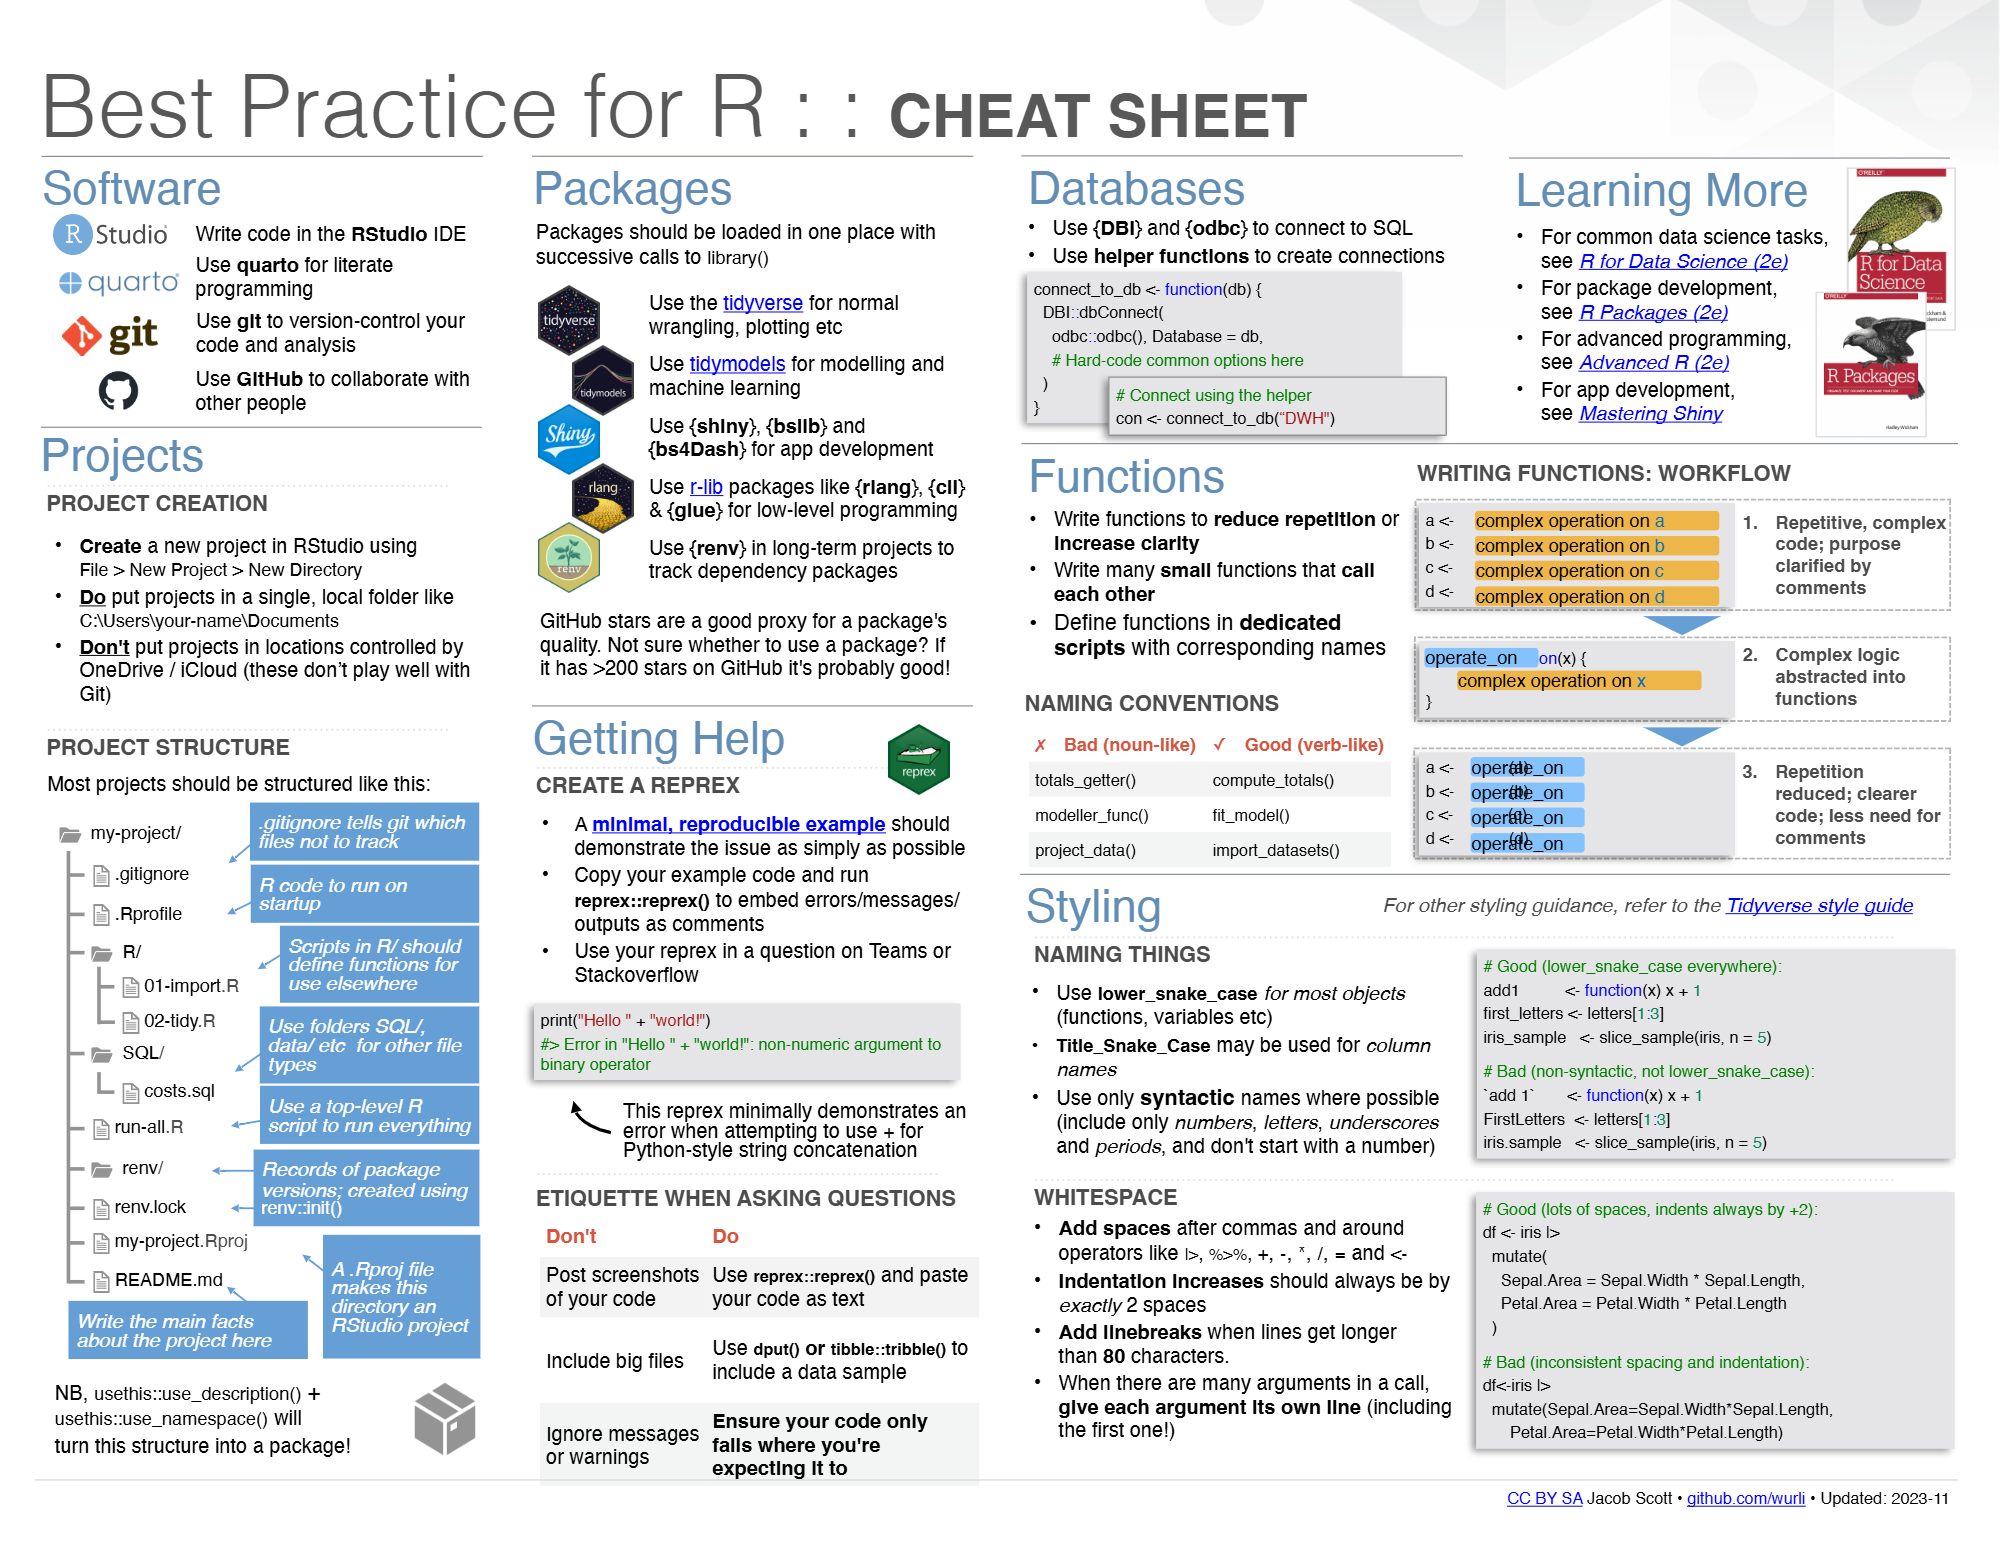 Best Practice for R : : CHEAT SHEET
Software
R Studio
Write code in the RStudio IDE
quarto
Use quarto for literate
programming
git
Use git to version-control your
code and analysis
Use GitHub to collaborate with
other people
Projects
PROJECT CREATION
• Create a new project in RStudio using
File > New Project > New Directory
• Do put projects in a single, local folder like
C:\Users\your-name\Documents
• Don't put projects in locations controlled by
OneDrive / iCloud (these don't play well with
Git)
PROJECT STRUCTURE
Most projects should be structured like this:
my-project/
.gitignore tells git which
files not to track
.gitignore
R code to run on
startup
.Rprofile
R/
Scripts in R/ should
define functions for
use elsewhere
01-import.R
02-tidy.R
Use folders SQL/,
data/ etc for other file
types
SQL/
costs.sql
Use a top-level R
script to run everything
run-all.R
renv/
Records of package
versions; created using
renv::init()
renv.lock
my-project.Rproj
A .Rproj file
makes this
directory an
RStudio project
README.md
Write the main facts
about the project here
NB, usethis::use_description() +
usethis::use_namespace() will
turn this structure into a package!
Packages
Packages should be loaded in one place with
successive calls to library()
tidyverse
Use the tidyverse for normal
wrangling, plotting etc
tidymodels
Use tidymodels for modelling and
machine learning
Shiny
Use {shiny}, {bslib} and
{bs4Dash} for app development
rlang
Use r-lib packages like {rlang}, {cli}
& {glue} for low-level programming
renv
Use {renv} in long-term projects to
track dependency packages
GitHub stars are a good proxy for a package's
quality. Not sure whether to use a package? If
it has >200 stars on GitHub it's probably good!
Getting Help
reprex
CREATE A REPREX
• A minimal, reproducible example should
demonstrate the issue as simply as possible
• Copy your example code and run
reprex::reprex() to embed errors/messages/
outputs as comments
• Use your reprex in a question on Teams or
Stackoverflow
print("Hello " + "world!")
#> Error in "Hello " + "world!": non-numeric argument to
binary operator
This reprex minimally demonstrates an
error when attempting to use + for
Python-style string concatenation
ETIQUETTE WHEN ASKING QUESTIONS
Don't Do
Post screenshots
of your code
Use reprex::reprex() and paste
your code as text
Include big files
Use dput() or tibble::tribble() to
include a data sample
Ignore messages
or warnings
Ensure your code only
fails where you're
expecting it to
Databases
• Use {DBI} and {odbc} to connect to SQL
• Use helper functions to create connections
connect_to_db <- function(db) {
DBI::dbConnect(
odbc::odbc(), Database = db,
# Hard-code common options here
)
}
# Connect using the helper
con <- connect_to_db("DWH")
Learning More
• For common data science tasks,
see R for Data Science (2e)
• For package development,
see R Packages (2e)
• For advanced programming,
see Advanced R (2e)
• For app development,
see Mastering Shiny
O'REILLY
R for Data
Science
O'REILLY
R Packages
Hadley Wickham
Functions
• Write functions to reduce repetition or
increase clarity
• Write many small functions that call
each other
• Define functions in dedicated
scripts with corresponding names
NAMING CONVENTIONS
✗ Bad (noun-like) ✓ Good (verb-like)
totals_getter() compute_totals()
modeller_func() fit_model()
project_data() import_datasets()
WRITING FUNCTIONS: WORKFLOW
a <- complex operation on a
b <- complex operation on b
c <- complex operation on c
d <- complex operation on d
1. Repetitive, complex
code; purpose
clarified by
comments
operate_on on(x) {
complex operation on x
}
2. Complex logic
abstracted into
functions
a <- operate_on (a)
b <- operate_on (b)
c <- operate_on (c)
d <- operate_on (d)
3. Repetition
reduced; clearer
code; less need for
comments
Styling
For other styling guidance, refer to the Tidyverse style guide
NAMING THINGS
• Use lower_snake_case for most objects
(functions, variables etc)
• Title_Snake_Case may be used for column
names
• Use only syntactic names where possible
(include only numbers, letters, underscores
and periods, and don't start with a number)
# Good (lower_snake_case everywhere):
add1 <- function(x) x + 1
first_letters <- letters[1:3]
iris_sample <- slice_sample(iris, n = 5)
# Bad (non-syntactic, not lower_snake_case):
`add 1` <- function(x) x + 1
FirstLetters <- letters[1:3]
iris.sample <- slice_sample(iris, n = 5)
WHITESPACE
• Add spaces after commas and around
operators like |>, %>%, +, -, *, /, = and <-
• Indentation increases should always be by
exactly 2 spaces
• Add linebreaks when lines get longer
than 80 characters.
• When there are many arguments in a call,
give each argument its own line (including
the first one!)
# Good (lots of spaces, indents always by +2):
df <- iris |>
mutate(
Sepal.Area = Sepal.Width * Sepal.Length,
Petal.Area = Petal.Width * Petal.Length
)
# Bad (inconsistent spacing and indentation):
df<-iris |>
mutate(Sepal.Area=Sepal.Width*Sepal.Length,
Petal.Area=Petal.Width*Petal.Length)
CC BY SA Jacob Scott • github.com/wurli • Updated: 2023-11